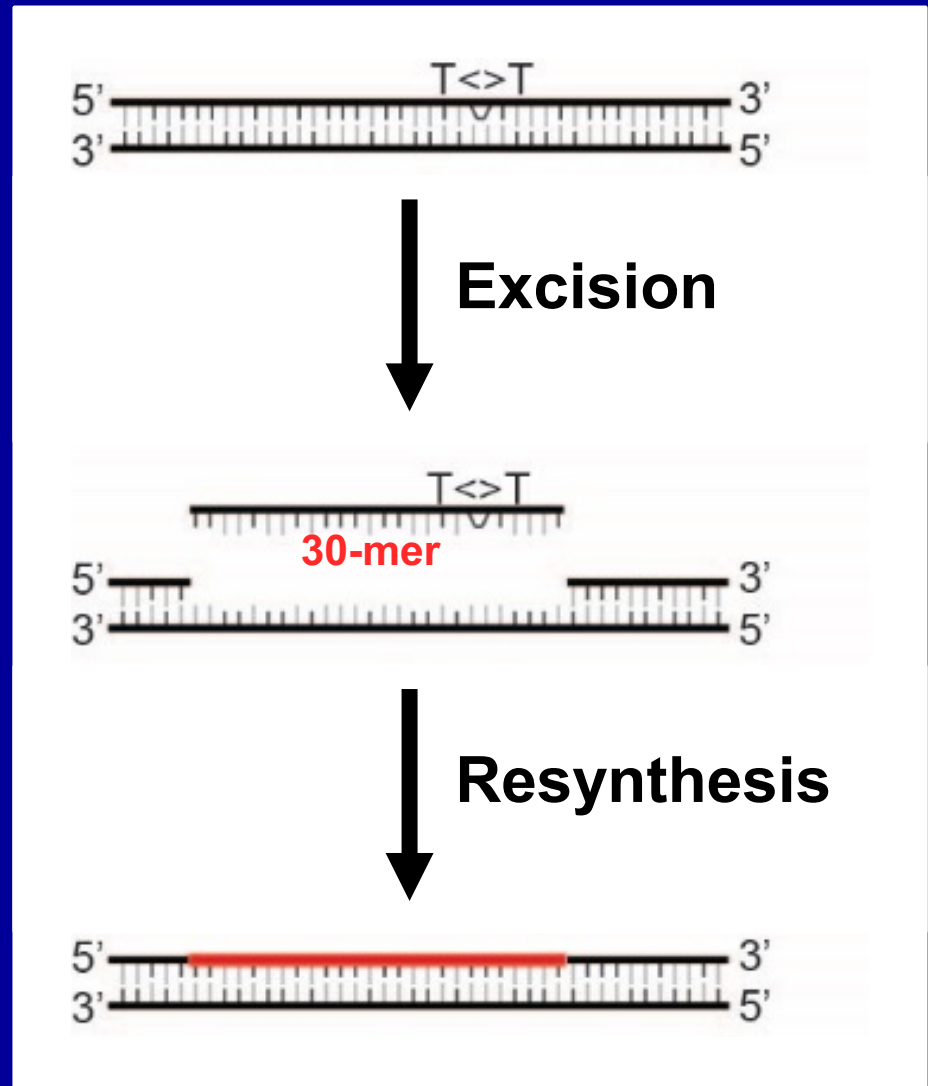 T<>T
5’ 3’
3’ 5’
Excision
T<>T
30-mer
5’ 3’
3’ 5’
Resynthesis
5’ 3’
3’ 5’